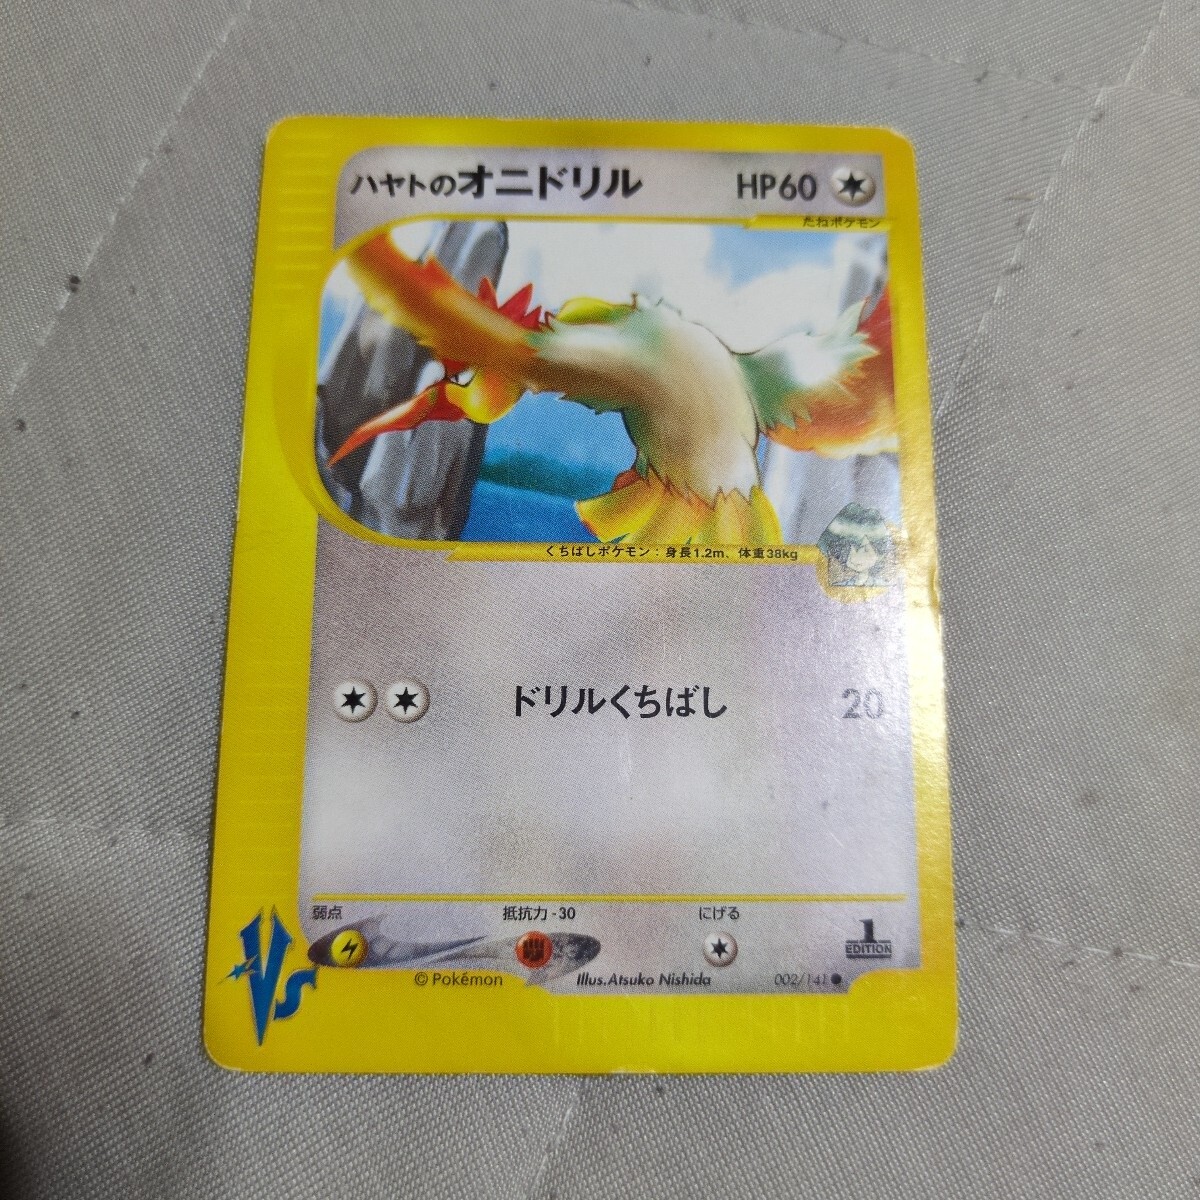 ハヤトのオニドリル HP60
たねポケモン
くちばしポケモン：身長1.2m、体重38kg
ドリルくちばし 20
弱点 抵抗力-30 にげる
1 EDITION
VS
© Pokémon Illus.Atsuko Nishida 002/141 ●